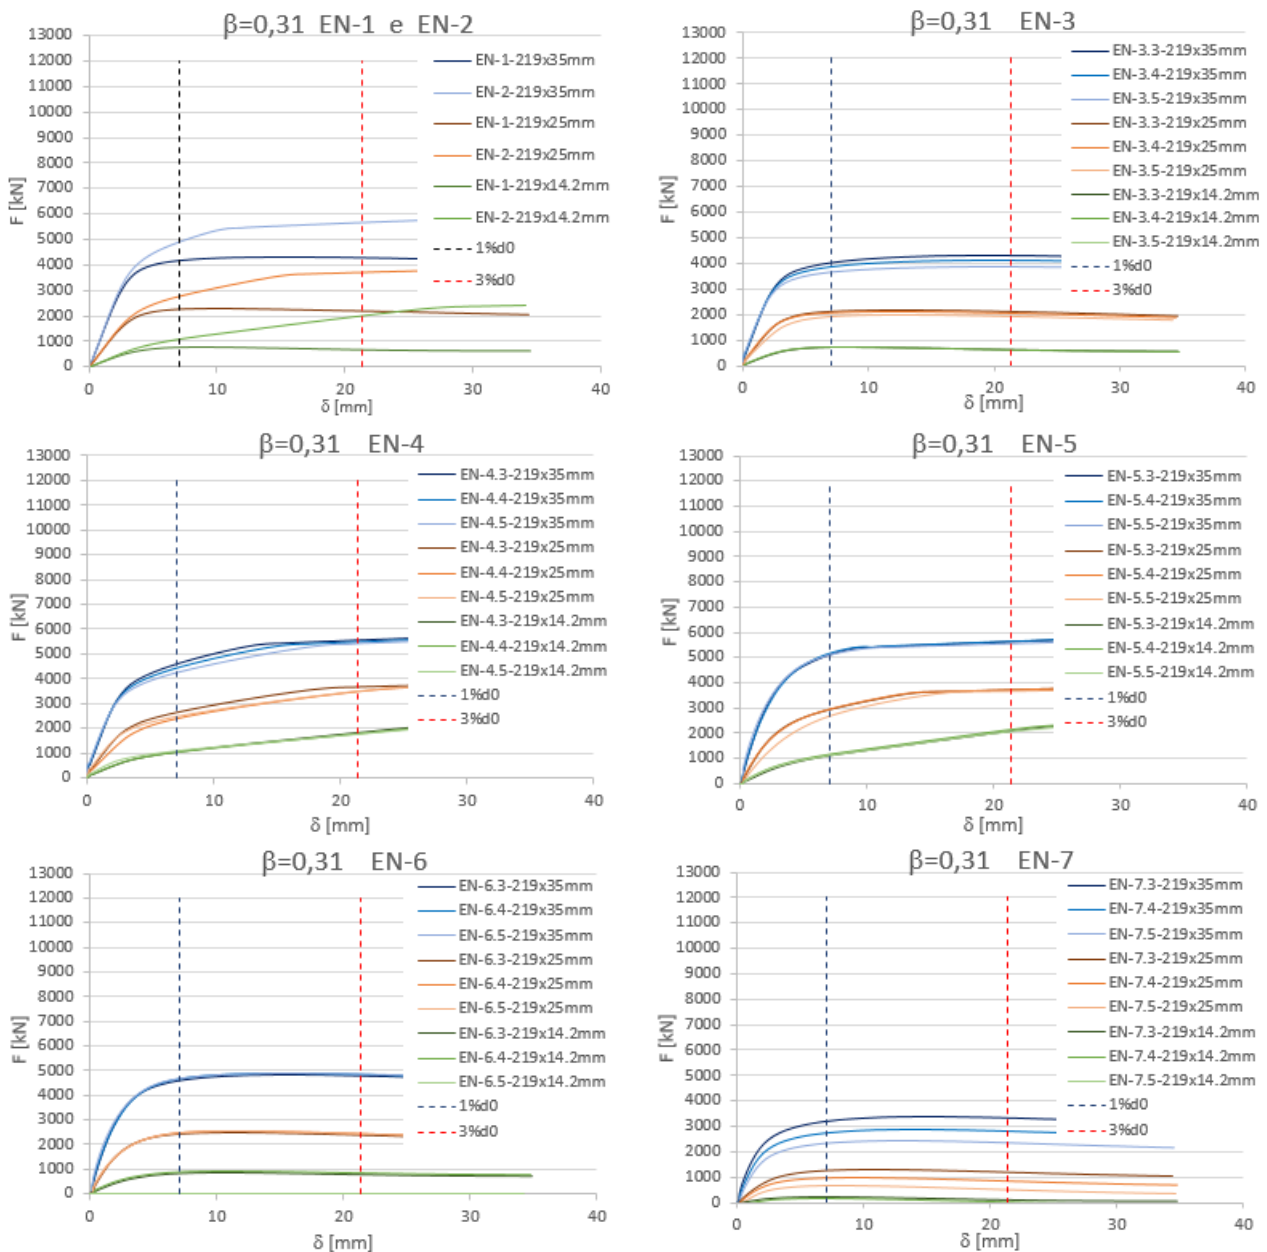 β=0,31 EN-1 e EN-2
13000
12000
11000
10000
9000
8000
7000
6000
5000
4000
3000
2000
1000
0
F [kN]
0 10 20 30 40
δ [mm]
EN-1-219x35mm
EN-2-219x35mm
EN-1-219x25mm
EN-2-219x25mm
EN-1-219x14.2mm
EN-2-219x14.2mm
1%d0
3%d0
β=0,31 EN-3
13000
12000
11000
10000
9000
8000
7000
6000
5000
4000
3000
2000
1000
0
F [kN]
0 10 20 30 40
δ [mm]
EN-3.3-219x35mm
EN-3.4-219x35mm
EN-3.5-219x35mm
EN-3.3-219x25mm
EN-3.4-219x25mm
EN-3.5-219x25mm
EN-3.3-219x14.2mm
EN-3.4-219x14.2mm
EN-3.5-219x14.2mm
1%d0
3%d0
β=0,31 EN-4
13000
12000
11000
10000
9000
8000
7000
6000
5000
4000
3000
2000
1000
0
F [kN]
0 10 20 30 40
δ [mm]
EN-4.3-219x35mm
EN-4.4-219x35mm
EN-4.5-219x35mm
EN-4.3-219x25mm
EN-4.4-219x25mm
EN-4.5-219x25mm
EN-4.3-219x14.2mm
EN-4.4-219x14.2mm
EN-4.5-219x14.2mm
1%d0
3%d0
β=0,31 EN-5
13000
12000
11000
10000
9000
8000
7000
6000
5000
4000
3000
2000
1000
0
F [kN]
0 10 20 30 40
δ [mm]
EN-5.3-219x35mm
EN-5.4-219x35mm
EN-5.5-219x35mm
EN-5.3-219x25mm
EN-5.4-219x25mm
EN-5.5-219x25mm
EN-5.3-219x14.2mm
EN-5.4-219x14.2mm
EN-5.5-219x14.2mm
1%d0
3%d0
β=0,31 EN-6
13000
12000
11000
10000
9000
8000
7000
6000
5000
4000
3000
2000
1000
0
F [kN]
0 10 20 30 40
δ [mm]
EN-6.3-219x35mm
EN-6.4-219x35mm
EN-6.5-219x35mm
EN-6.3-219x25mm
EN-6.4-219x25mm
EN-6.5-219x25mm
EN-6.3-219x14.2mm
EN-6.4-219x14.2mm
EN-6.5-219x14.2mm
1%d0
3%d0
β=0,31 EN-7
13000
12000
11000
10000
9000
8000
7000
6000
5000
4000
3000
2000
1000
0
F [kN]
0 10 20 30 40
δ [mm]
EN-7.3-219x35mm
EN-7.4-219x35mm
EN-7.5-219x35mm
EN-7.3-219x25mm
EN-7.4-219x25mm
EN-7.5-219x25mm
EN-7.3-219x14.2mm
EN-7.4-219x14.2mm
EN-7.5-219x14.2mm
1%d0
3%d0